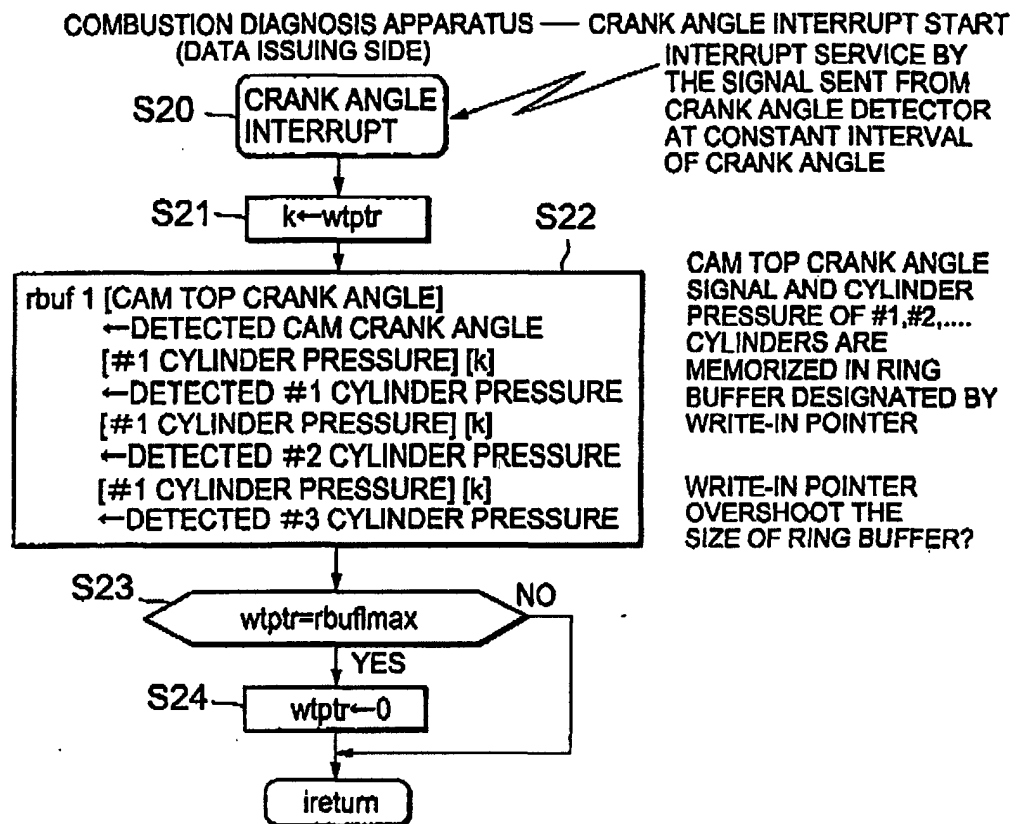 COMBUSTION DIAGNOSIS APPARATUS — CRANK ANGLE INTERRUPT START
(DATA ISSUING SIDE)
INTERRUPT SERVICE BY
THE SIGNAL SENT FROM
CRANK ANGLE DETECTOR
AT CONSTANT INTERVAL
OF CRANK ANGLE
S20
CRANK ANGLE
INTERRUPT
S21
k←wtptr
S22
rbuf 1 [CAM TOP CRANK ANGLE]
←DETECTED CAM CRANK ANGLE
[#1 CYLINDER PRESSURE] [k]
←DETECTED #1 CYLINDER PRESSURE
[#1 CYLINDER PRESSURE] [k]
←DETECTED #2 CYLINDER PRESSURE
[#1 CYLINDER PRESSURE] [k]
←DETECTED #3 CYLINDER PRESSURE
CAM TOP CRANK ANGLE
SIGNAL AND CYLINDER
PRESSURE OF #1,#2,....
CYLINDERS ARE
MEMORIZED IN RING
BUFFER DESIGNATED BY
WRITE-IN POINTER
WRITE-IN POINTER
OVERSHOOT THE
SIZE OF RING BUFFER?
S23
wtptr=rbuflmax
NO
YES
S24
wtptr←0
ireturn